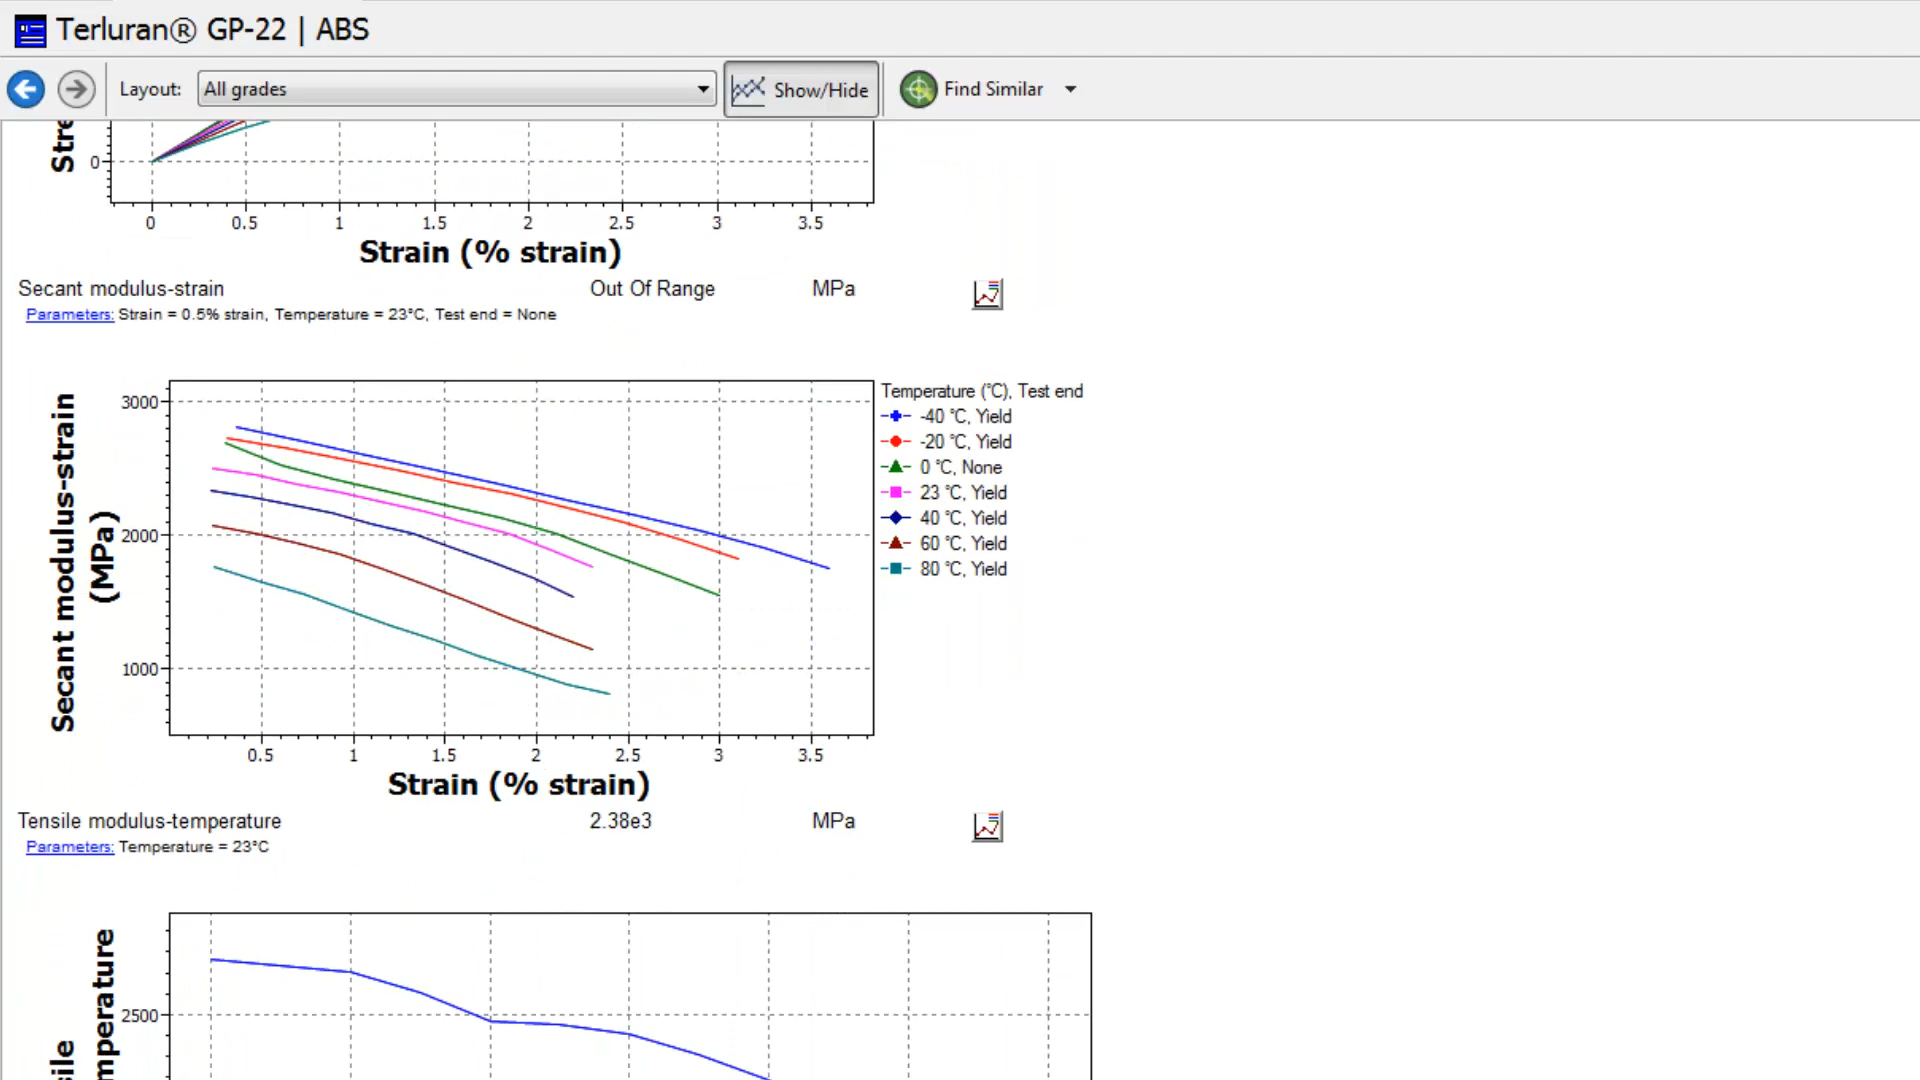 Terluran® GP-22 | ABS
Layout: All grades Show/Hide Find Similar
Stre
0
0 0.5 1 1.5 2 2.5 3 3.5
Strain (% strain)
Secant modulus-strain Out Of Range MPa
Parameters: Strain = 0.5% strain, Temperature = 23°C, Test end = None
Secant modulus-strain
(MPa)
3000
2000
1000
0.5 1 1.5 2 2.5 3 3.5
Strain (% strain)
Temperature (°C), Test end
-40 °C, Yield
-20 °C, Yield
0 °C, None
23 °C, Yield
40 °C, Yield
60 °C, Yield
80 °C, Yield
Tensile modulus-temperature 2.38e3 MPa
Parameters: Temperature = 23°C
sile
mperature
2500